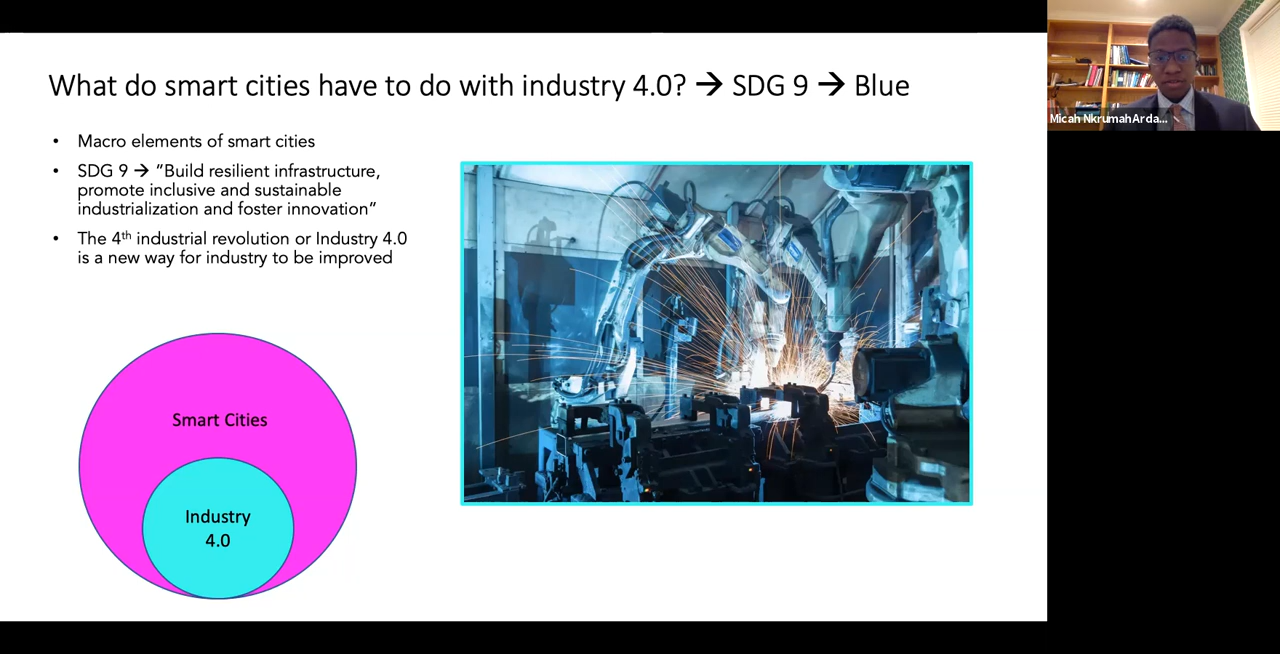 What do smart cities have to do with industry 4.0? → SDG 9 → Blue
Micah NkrumahArda...
• Macro elements of smart cities
• SDG 9 → “Build resilient infrastructure,
promote inclusive and sustainable
industrialization and foster innovation”
• The 4th industrial revolution or Industry 4.0
is a new way for industry to be improved
Smart Cities
Industry
4.0